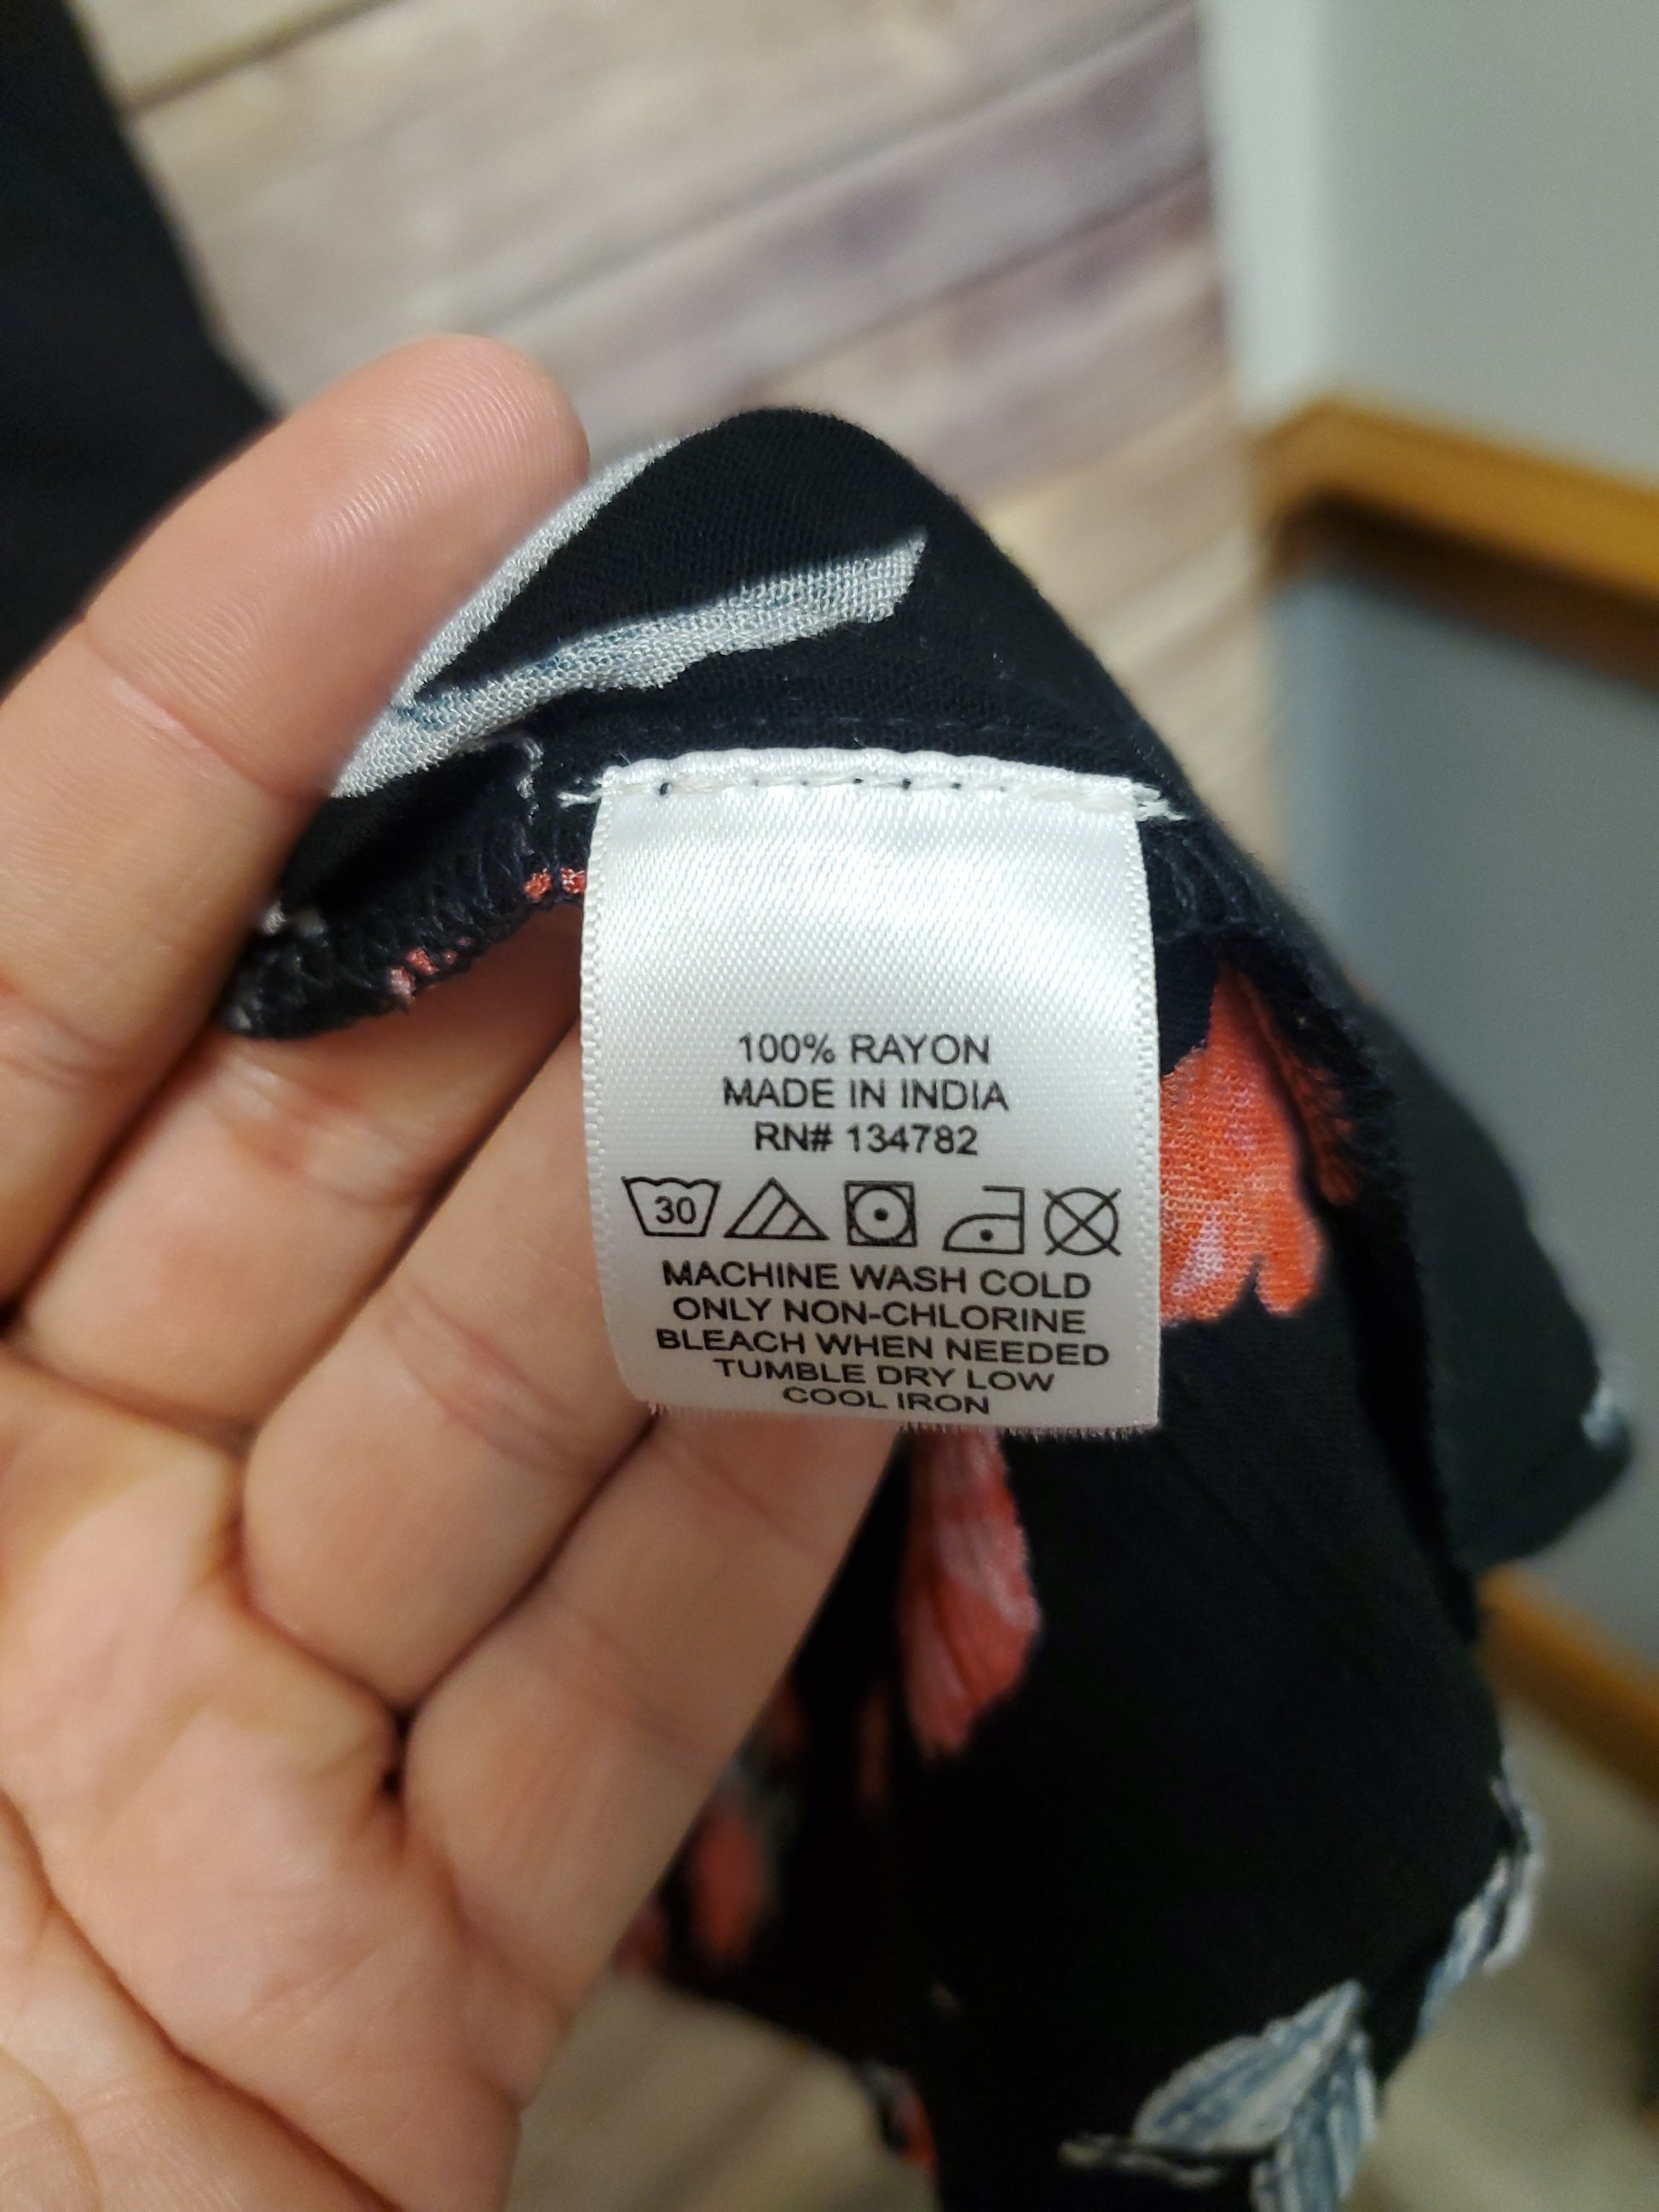 100% RAYON
MADE IN INDIA
RN# 134782
30
MACHINE WASH COLD
ONLY NON-CHLORINE
BLEACH WHEN NEEDED
TUMBLE DRY LOW
COOL IRON